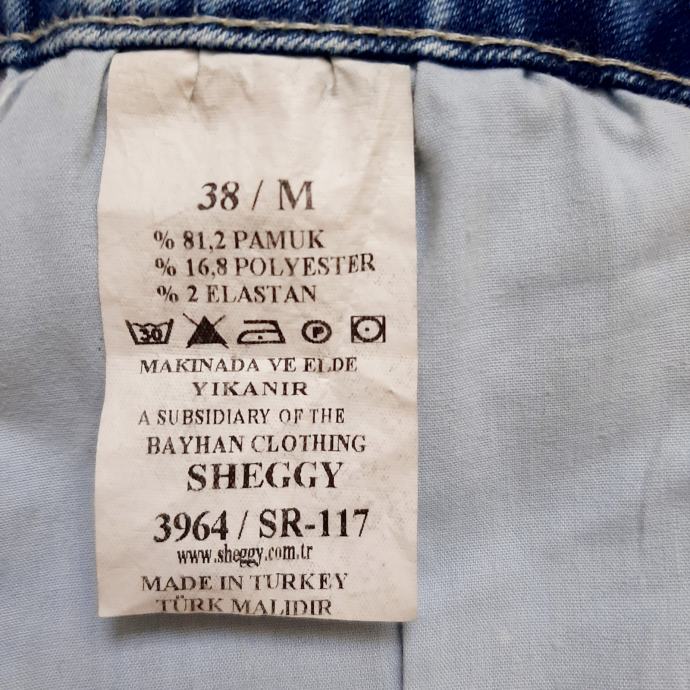 38 / M
% 81,2 PAMUK
% 16,8 POLYESTER
% 2 ELASTAN
30 P
MAKINADA VE ELDE
YIKANIR
A SUBSIDIARY OF THE
BAYHAN CLOTHING
SHEGGY
3964 / SR-117
www.sheggy.com.tr
MADE IN TURKEY
TÜRK MALIDIR